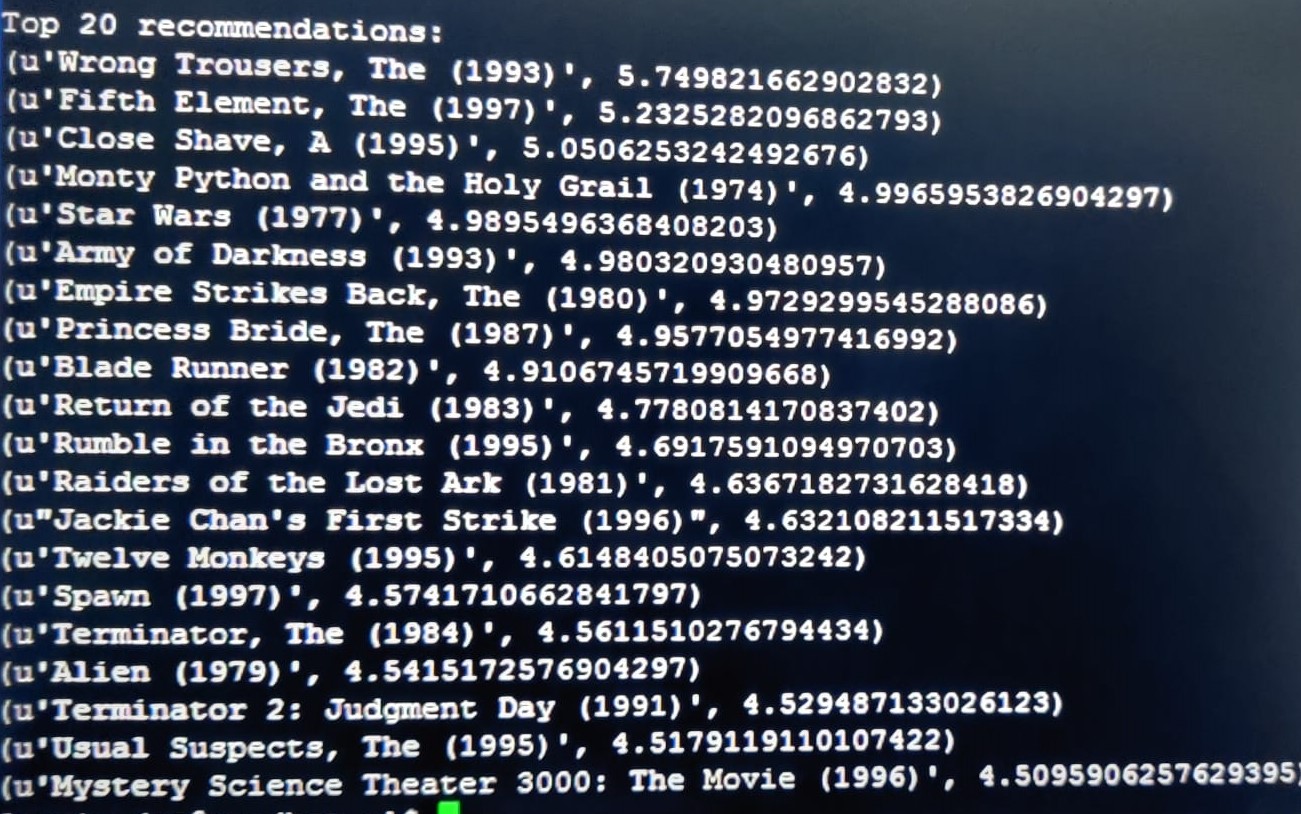 Top 20 recommendations:
(u'Wrong Trousers, The (1993)', 5.749821662902832)
(u'Fifth Element, The (1997)', 5.2325282096862793)
(u'Close Shave, A (1995)', 5.0506253242492676)
(u'Monty Python and the Holy Grail (1974)', 4.9965953826904297)
(u'Star Wars (1977)', 4.9895496368408203)
(u'Army of Darkness (1993)', 4.980320930480957)
(u'Empire Strikes Back, The (1980)', 4.9729299545288086)
(u'Princess Bride, The (1987)', 4.9577054977416992)
(u'Blade Runner (1982)', 4.9106745719909668)
(u'Return of the Jedi (1983)', 4.7780814170837402)
(u'Rumble in the Bronx (1995)', 4.6917591094970703)
(u'Raiders of the Lost Ark (1981)', 4.6367182731628418)
(u"Jackie Chan's First Strike (1996)", 4.632108211517334)
(u'Twelve Monkeys (1995)', 4.6148405075073242)
(u'Spawn (1997)', 4.5741710662841797)
(u'Terminator, The (1984)', 4.5611510276794434)
(u'Alien (1979)', 4.5415172576904297)
(u'Terminator 2: Judgment Day (1991)', 4.529487133026123)
(u'Usual Suspects, The (1995)', 4.5179119110107422)
(u'Mystery Science Theater 3000: The Movie (1996)', 4.5095906257629395)